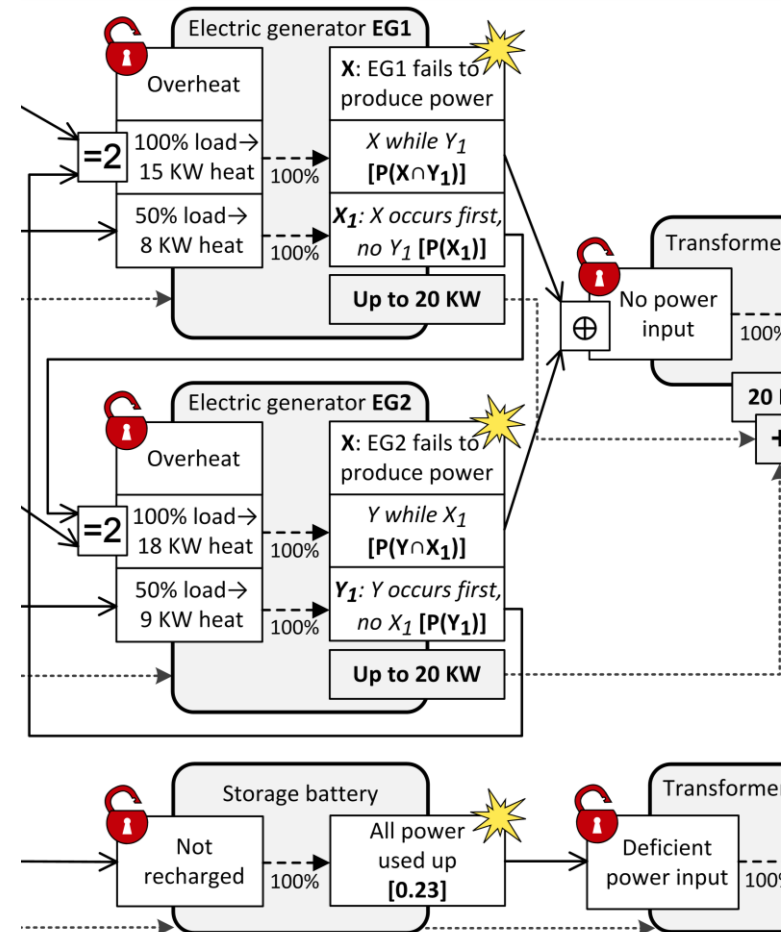 Electric generator EG1
Overheat
X: EG1 fails to
produce power
=2
100% load→
15 KW heat
100%
X while Y1
[P(X∩Y1)]
50% load→
8 KW heat
100%
X1: X occurs first,
no Y1 [P(X1)]
Up to 20 KW
Transforme
No power
input
⊕
100%
20
+
Electric generator EG2
Overheat
X: EG2 fails to
produce power
=2
100% load→
18 KW heat
100%
Y while X1
[P(Y∩X1)]
50% load→
9 KW heat
100%
Y1: Y occurs first,
no X1 [P(Y1)]
Up to 20 KW
Storage battery
Not
recharged
100%
All power
used up
[0.23]
Transformer
Deficient
power input
100%